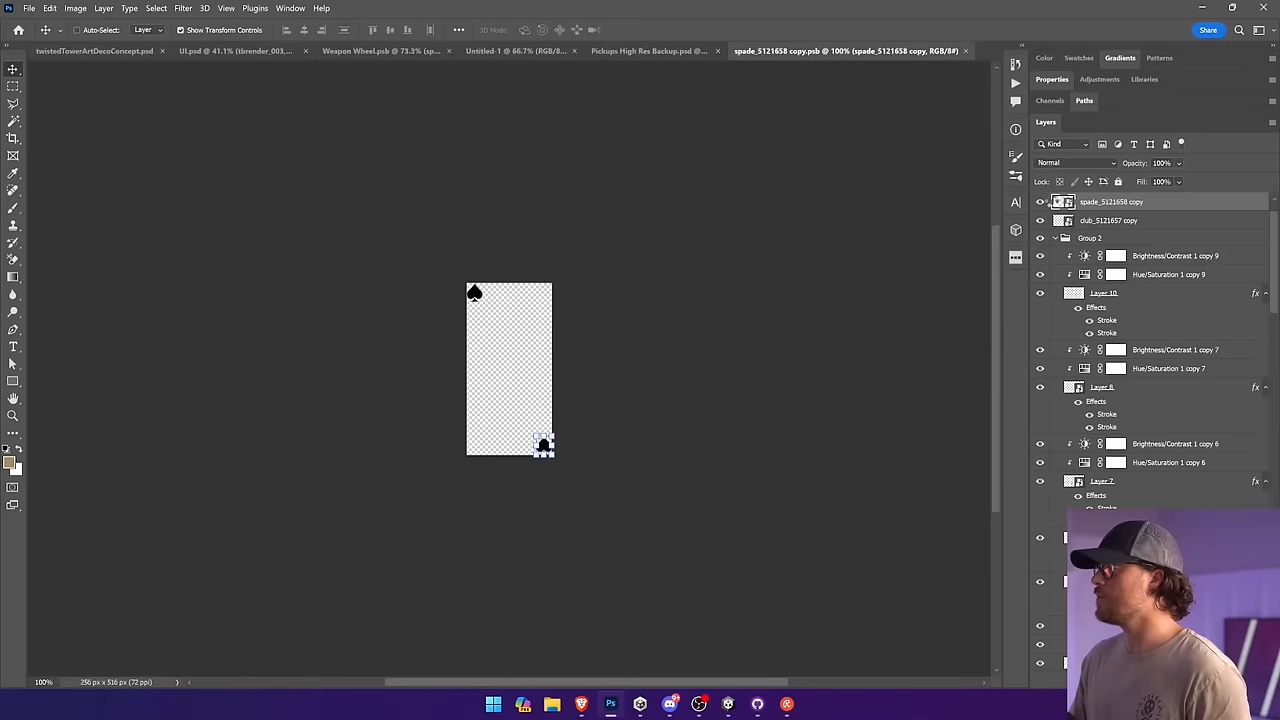 File Edit Image Layer Type Select Filter 3D View Plugins Window Help
Auto-Select: Layer Show Transform Controls 3D Mode: Share
twistedTowerArtDecoConcept.psd UI.psd @ 41.1% (tbrender_003,... Weapon Wheel.psb @ 73.3% (sp... Untitled-1 @ 66.7% (RGB/8... Pickups High Res Backup.psd @... spade_5121658 copy.psb @ 100% (spade_5121658 copy, RGB/8#)
Color Swatches Gradients Patterns
Properties Adjustments Libraries
Channels Paths
Layers
Kind
Normal Opacity: 100%
Lock: Fill: 100%
spade_5121658 copy
club_5121657 copy
Group 2
Brightness/Contrast 1 copy 9
Hue/Saturation 1 copy 9
Layer 10 fx
Effects
Stroke
Stroke
Brightness/Contrast 1 copy 7
Hue/Saturation 1 copy 7
Layer 8 fx
Effects
Stroke
Stroke
Brightness/Contrast 1 copy 6
Hue/Saturation 1 copy 6
Layer 7 fx
Effects
Stroke
100% 256 px x 516 px (72 ppi)